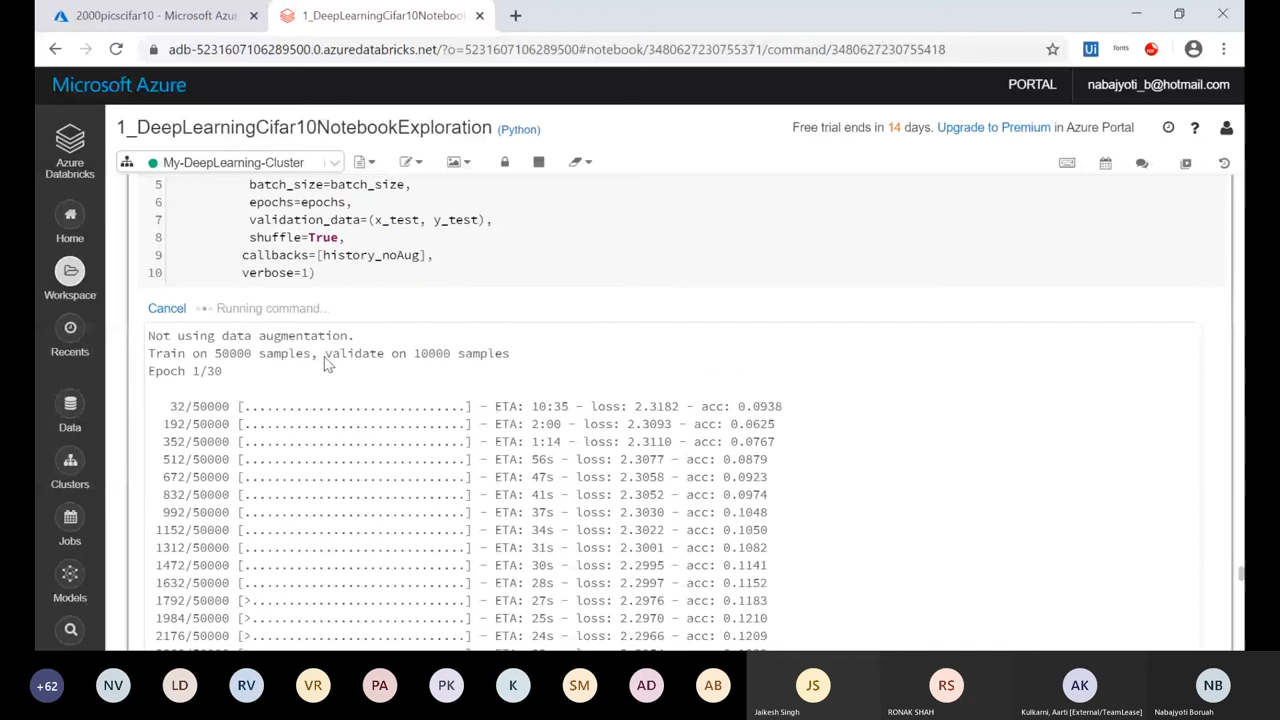 2000picscifar10 - Microsoft Azure
1_DeepLearningCifar10Notebook
adb-5231607106289500.0.azuredatabricks.net/?o=5231607106289500#notebook/3480627230755371/command/3480627230755418
Ui
fonts
Microsoft Azure
PORTAL
nabajyoti_b@hotmail.com
1_DeepLearningCifar10NotebookExploration (Python)
Free trial ends in 14 days. Upgrade to Premium in Azure Portal
?
My-DeepLearning-Cluster
Azure
Databricks
Home
Workspace
Recents
Data
Clusters
Jobs
Models
5 batch_size=batch_size,
6 epochs=epochs,
7 validation_data=(x_test, y_test),
8 shuffle=True,
9 callbacks=[history_noAug],
10 verbose=1)
Cancel Running command...
Not using data augmentation.
Train on 50000 samples, validate on 10000 samples
Epoch 1/30
32/50000 [..............................] - ETA: 10:35 - loss: 2.3182 - acc: 0.0938
192/50000 [..............................] - ETA: 2:00 - loss: 2.3093 - acc: 0.0625
352/50000 [..............................] - ETA: 1:14 - loss: 2.3110 - acc: 0.0767
512/50000 [..............................] - ETA: 56s - loss: 2.3077 - acc: 0.0879
672/50000 [..............................] - ETA: 47s - loss: 2.3058 - acc: 0.0923
832/50000 [..............................] - ETA: 41s - loss: 2.3052 - acc: 0.0974
992/50000 [..............................] - ETA: 37s - loss: 2.3030 - acc: 0.1048
1152/50000 [..............................] - ETA: 34s - loss: 2.3022 - acc: 0.1050
1312/50000 [..............................] - ETA: 31s - loss: 2.3001 - acc: 0.1082
1472/50000 [..............................] - ETA: 30s - loss: 2.2995 - acc: 0.1141
1632/50000 [..............................] - ETA: 28s - loss: 2.2997 - acc: 0.1152
1792/50000 [>.............................] - ETA: 27s - loss: 2.2976 - acc: 0.1183
1984/50000 [>.............................] - ETA: 25s - loss: 2.2970 - acc: 0.1210
2176/50000 [>.............................] - ETA: 24s - loss: 2.2966 - acc: 0.1209
+62
NV
LD
RV
VR
PA
PK
K
SM
AD
AB
JS
Jaikesh Singh
RS
RONAK SHAH
AK
Kulkarni, Aarti [External/TeamLease]
NB
Nabajyoti Boruah